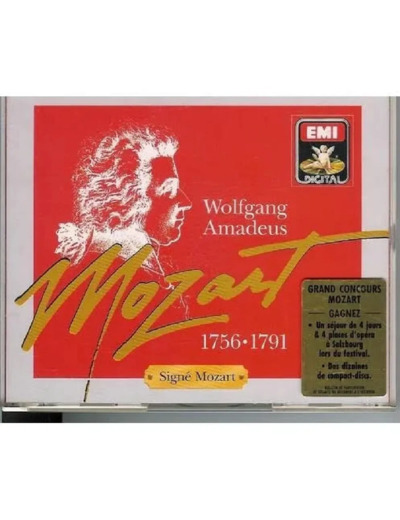 EMI
DIGITAL
Wolfgang
Amadeus
Mozart
1756•1791
Signé Mozart
GRAND CONCOURS
MOZART
GAGNEZ
• Un séjour de 4 jours
& 4 places d'opéra
à Salzbourg
lors du festival.
• Des dizaines
de compact-discs.